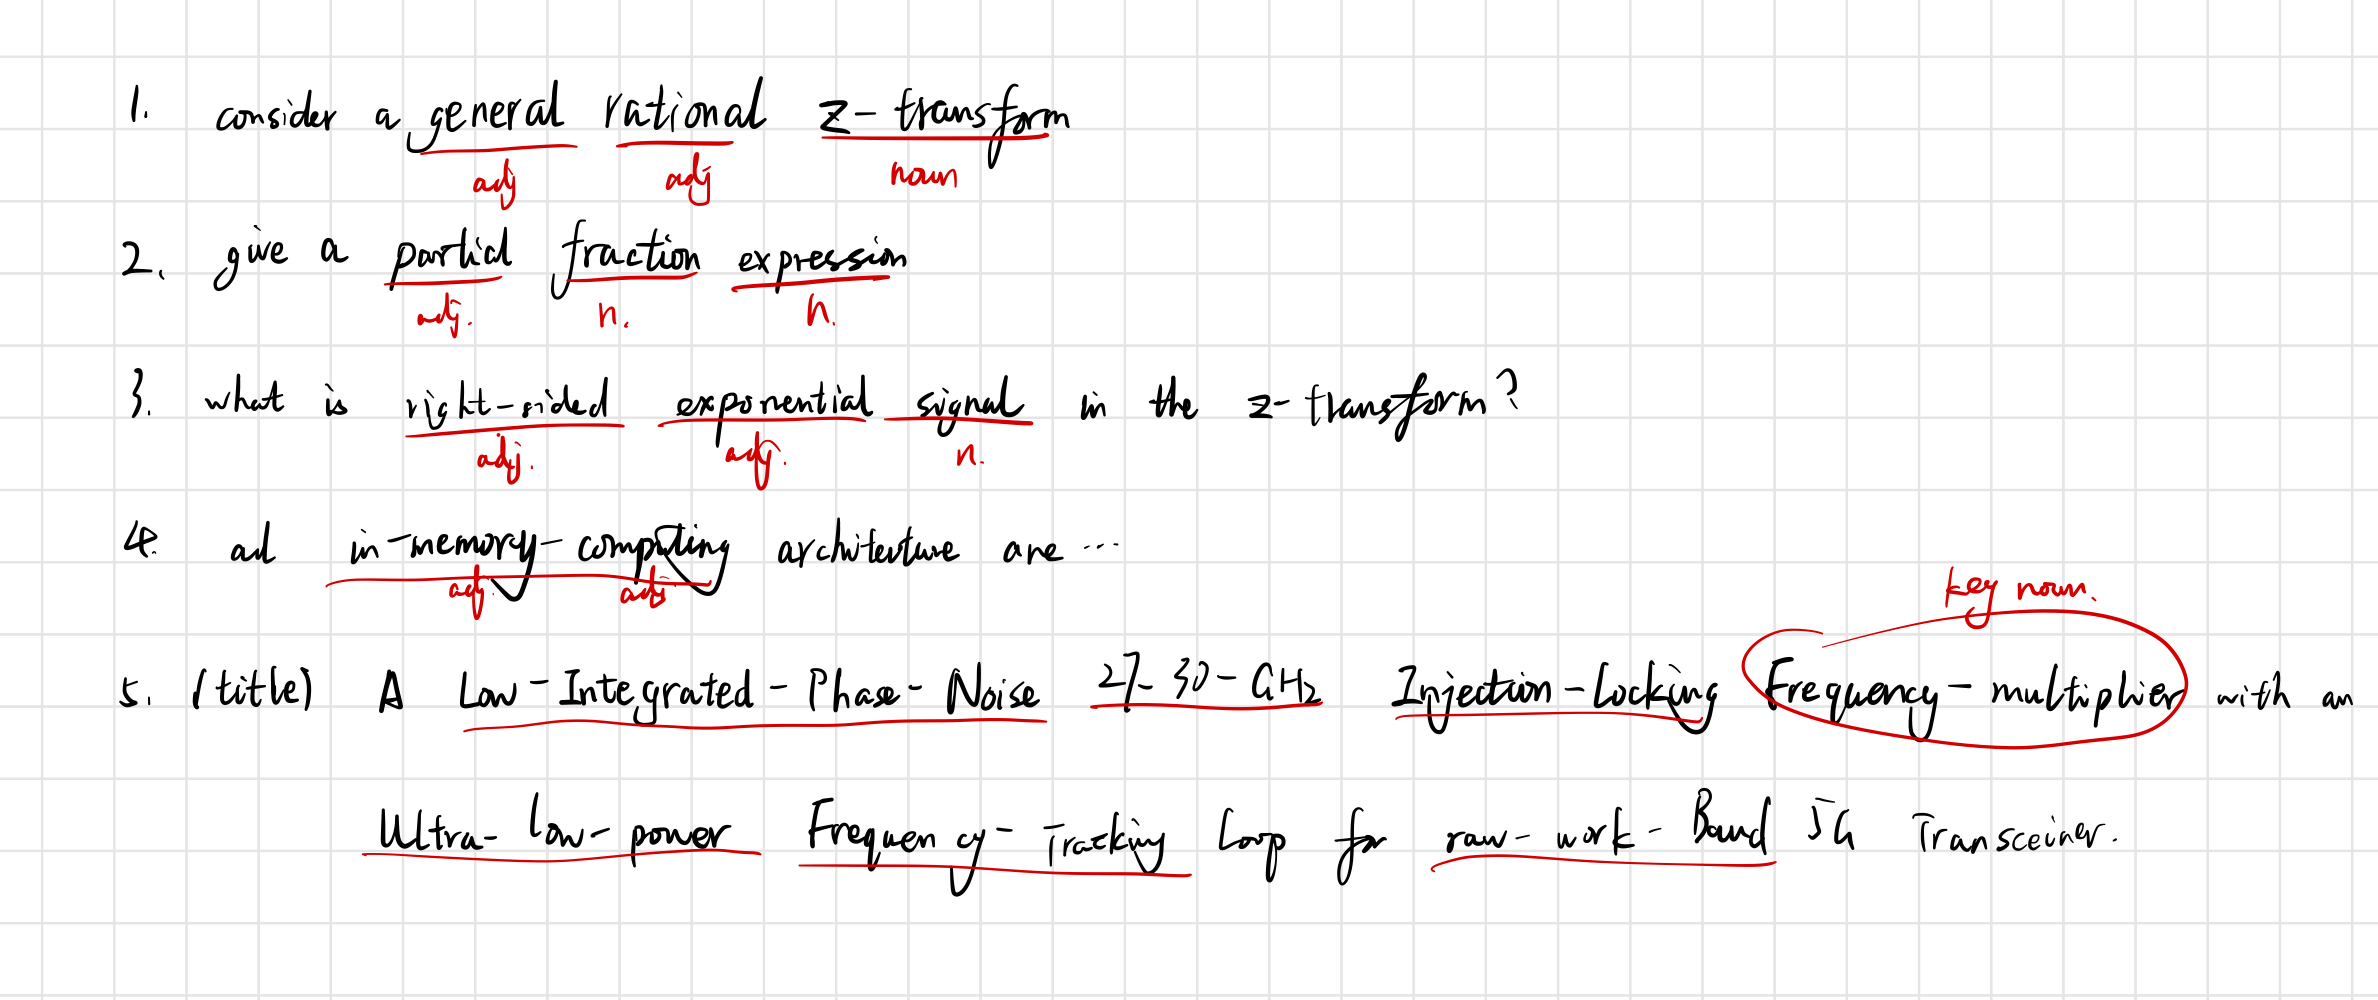 1. consider a general rational z-transform
adj adj noun
2. give a partial fraction expression
adj. n. n.
3. what is right-sided exponential signal in the z-transform?
adj. adj. n.
4. all in-memory-computing architecture are ...
adj. adj.
key noun.
5. (title) A Low-Integrated-Phase-Noise 27-30-GHz Injection-Locking Frequency-multiplier with an
Ultra-low-power Frequency-Tracking Loop for raw-work-Band 5G Transceiner.